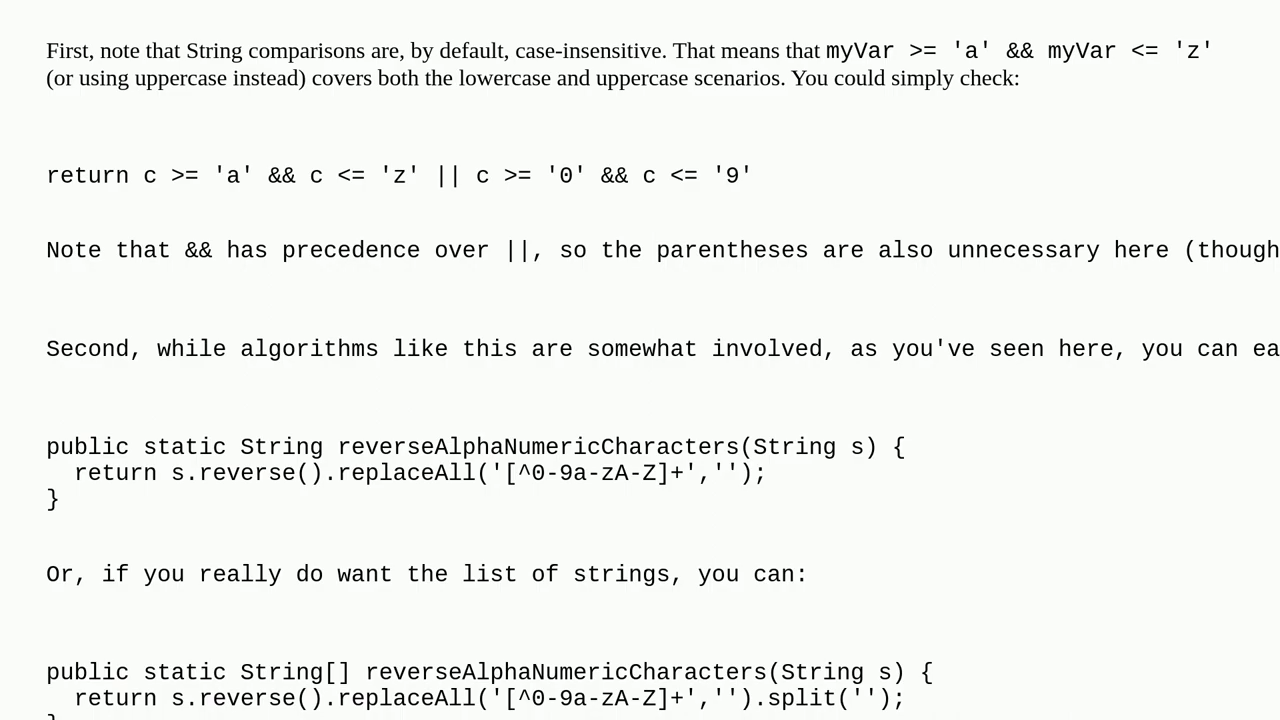 First, note that String comparisons are, by default, case-insensitive. That means that myVar >= 'a' && myVar <= 'z'
(or using uppercase instead) covers both the lowercase and uppercase scenarios. You could simply check:
return c >= 'a' && c <= 'z' || c >= '0' && c <= '9'
Note that && has precedence over ||, so the parentheses are also unnecessary here (though
Second, while algorithms like this are somewhat involved, as you've seen here, you can ea
public static String reverseAlphaNumericCharacters(String s) {
  return s.reverse().replaceAll('[^0-9a-zA-Z]+','');
}
Or, if you really do want the list of strings, you can:
public static String[] reverseAlphaNumericCharacters(String s) {
  return s.reverse().replaceAll('[^0-9a-zA-Z]+','').split('');
}